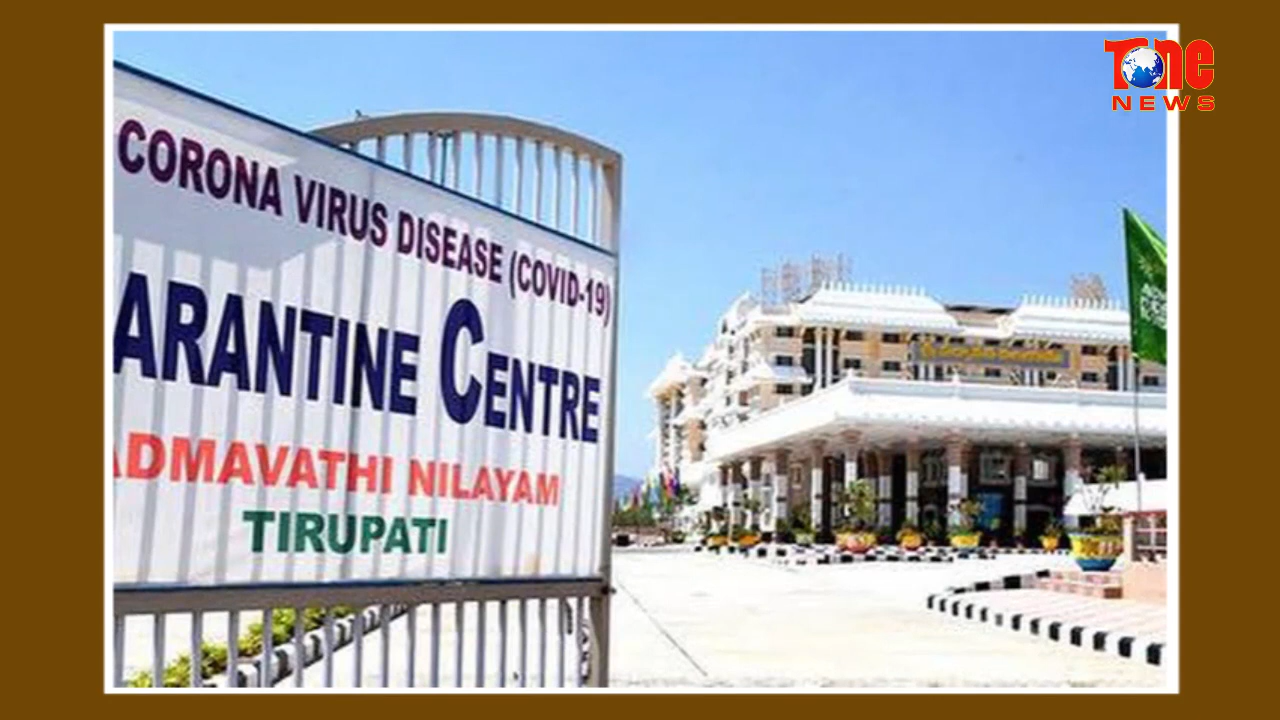 Tone
NEWS
CORONA VIRUS DISEASE (COVID-19)
ARANTINE CENTRE
ADMAVATHI NILAYAM
TIRUPATI